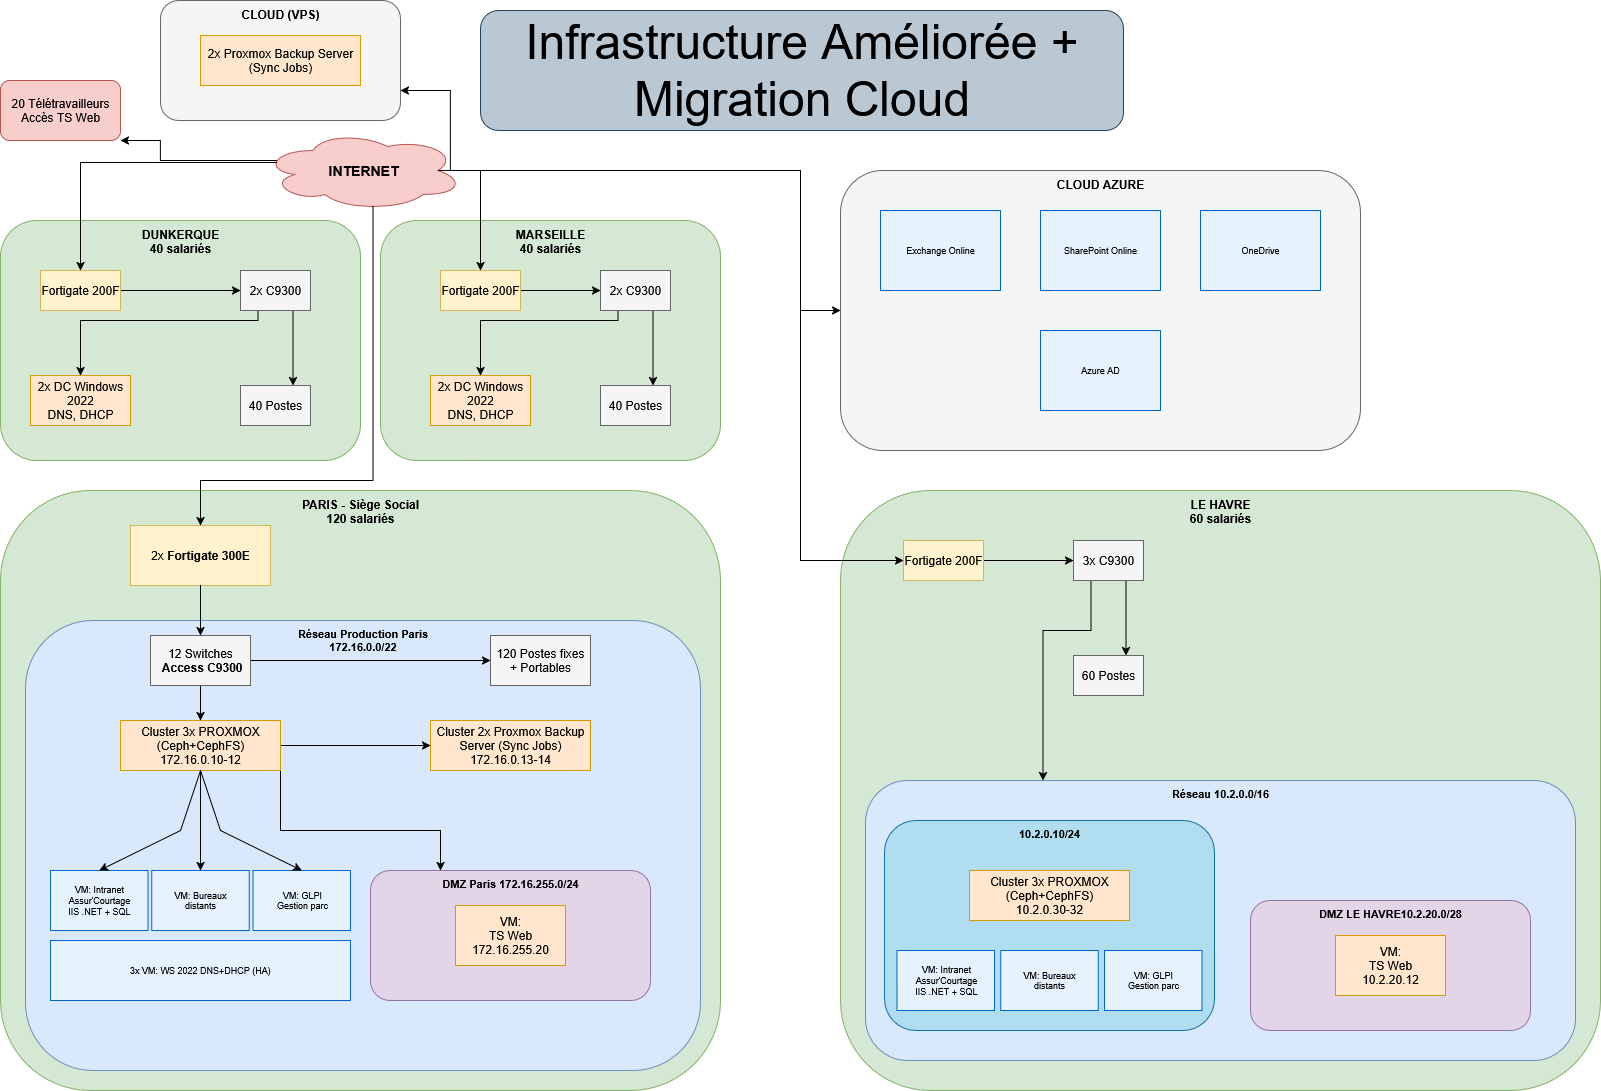 CLOUD (VPS)
2x Proxmox Backup Server
(Sync Jobs)
Infrastructure Améliorée +
Migration Cloud
20 Télétravailleurs
Accès TS Web
INTERNET
CLOUD AZURE
Exchange Online
SharePoint Online
OneDrive
Azure AD
DUNKERQUE
40 salariés
Fortigate 200F
2x C9300
2x DC Windows
2022
DNS, DHCP
40 Postes
MARSEILLE
40 salariés
Fortigate 200F
2x C9300
2x DC Windows
2022
DNS, DHCP
40 Postes
PARIS - Siège Social
120 salariés
2x Fortigate 300E
Réseau Production Paris
172.16.0.0/22
12 Switches
Access C9300
120 Postes fixes
+ Portables
Cluster 3x PROXMOX
(Ceph+CephFS)
172.16.0.10-12
Cluster 2x Proxmox Backup
Server (Sync Jobs)
172.16.0.13-14
VM: Intranet
Assur'Courtage
IIS .NET + SQL
VM: Bureaux
distants
VM: GLPI
Gestion parc
3x VM: WS 2022 DNS+DHCP (HA)
DMZ Paris 172.16.255.0/24
VM:
TS Web
172.16.255.20
LE HAVRE
60 salariés
Fortigate 200F
3x C9300
60 Postes
Réseau 10.2.0.0/16
10.2.0.10/24
Cluster 3x PROXMOX
(Ceph+CephFS)
10.2.0.30-32
VM: Intranet
Assur'Courtage
IIS .NET + SQL
VM: Bureaux
distants
VM: GLPI
Gestion parc
DMZ LE HAVRE10.2.20.0/28
VM:
TS Web
10.2.20.12